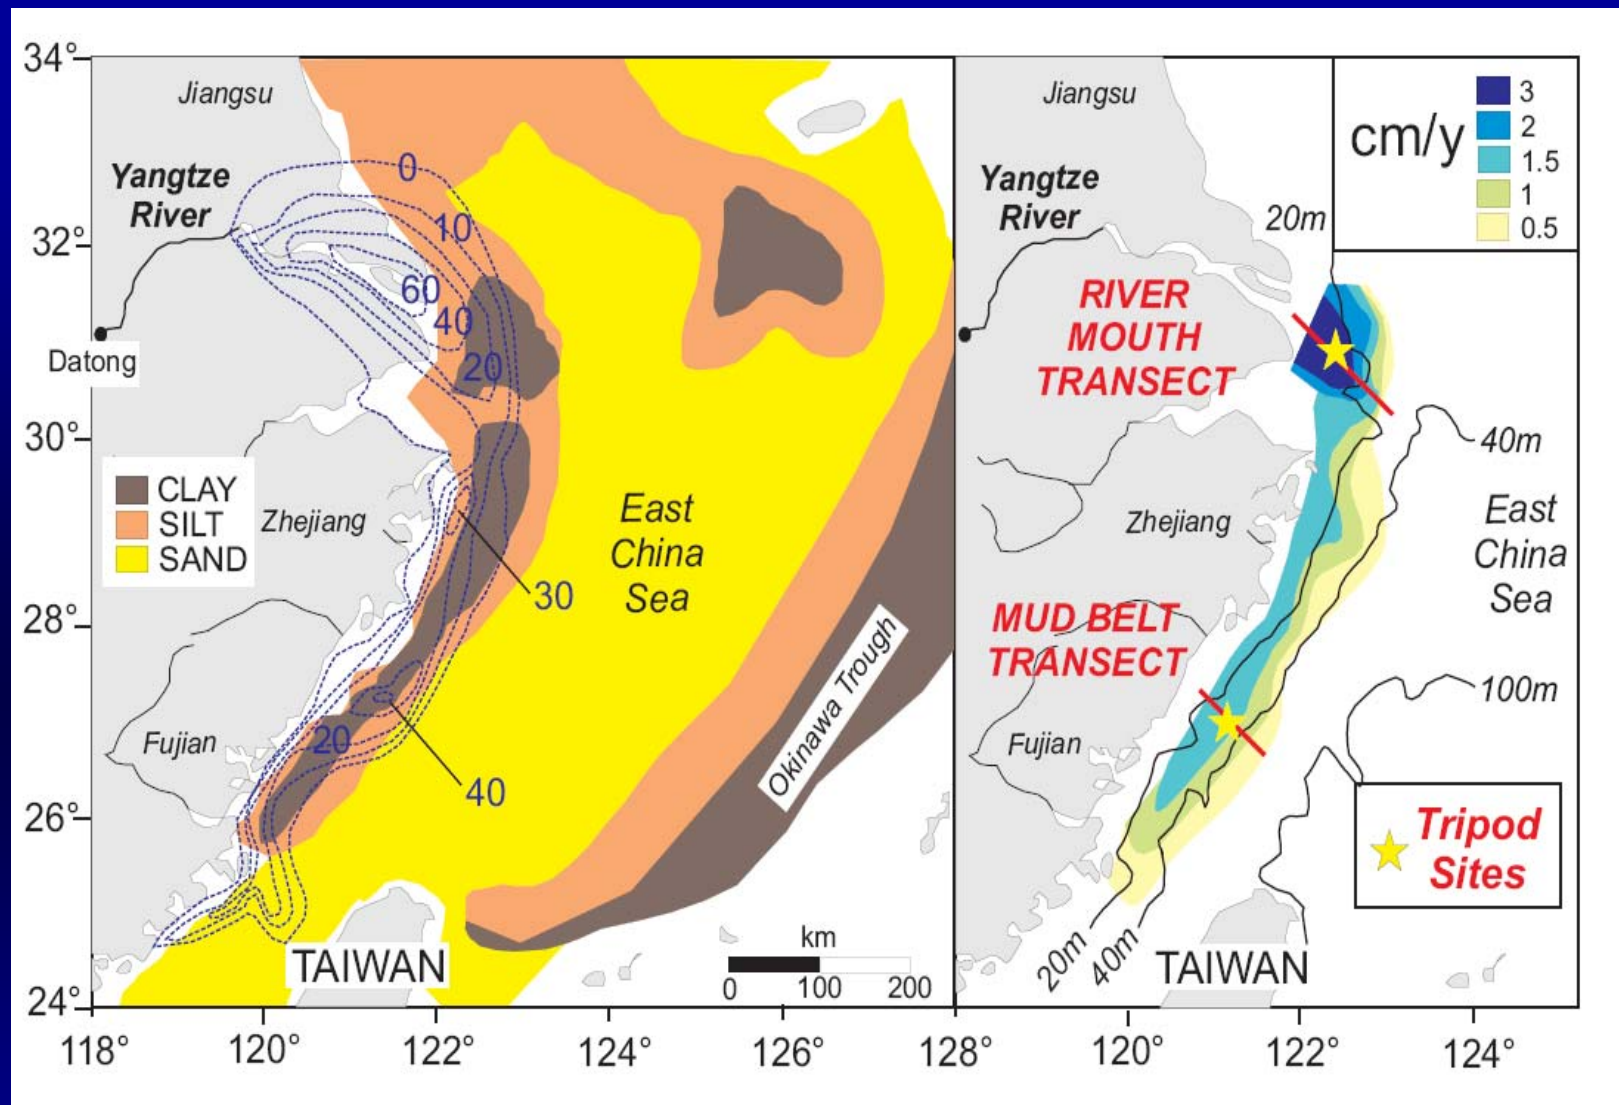 34°
32°
30°
28°
26°
24°
118°
120°
122°
124°
126°
128°
120°
122°
124°
Jiangsu
Yangtze
River
Datong
0
10
60
40
20
CLAY
SILT
SAND
Zhejiang
East
China
Sea
30
Fujian
20
40
Okinawa Trough
TAIWAN
km
0
100
200
Jiangsu
Yangtze
River
cm/y
3
2
1.5
1
0.5
20m
RIVER
MOUTH
TRANSECT
40m
Zhejiang
East
China
Sea
MUD BELT
TRANSECT
100m
Fujian
Tripod
Sites
20m
40m
TAIWAN